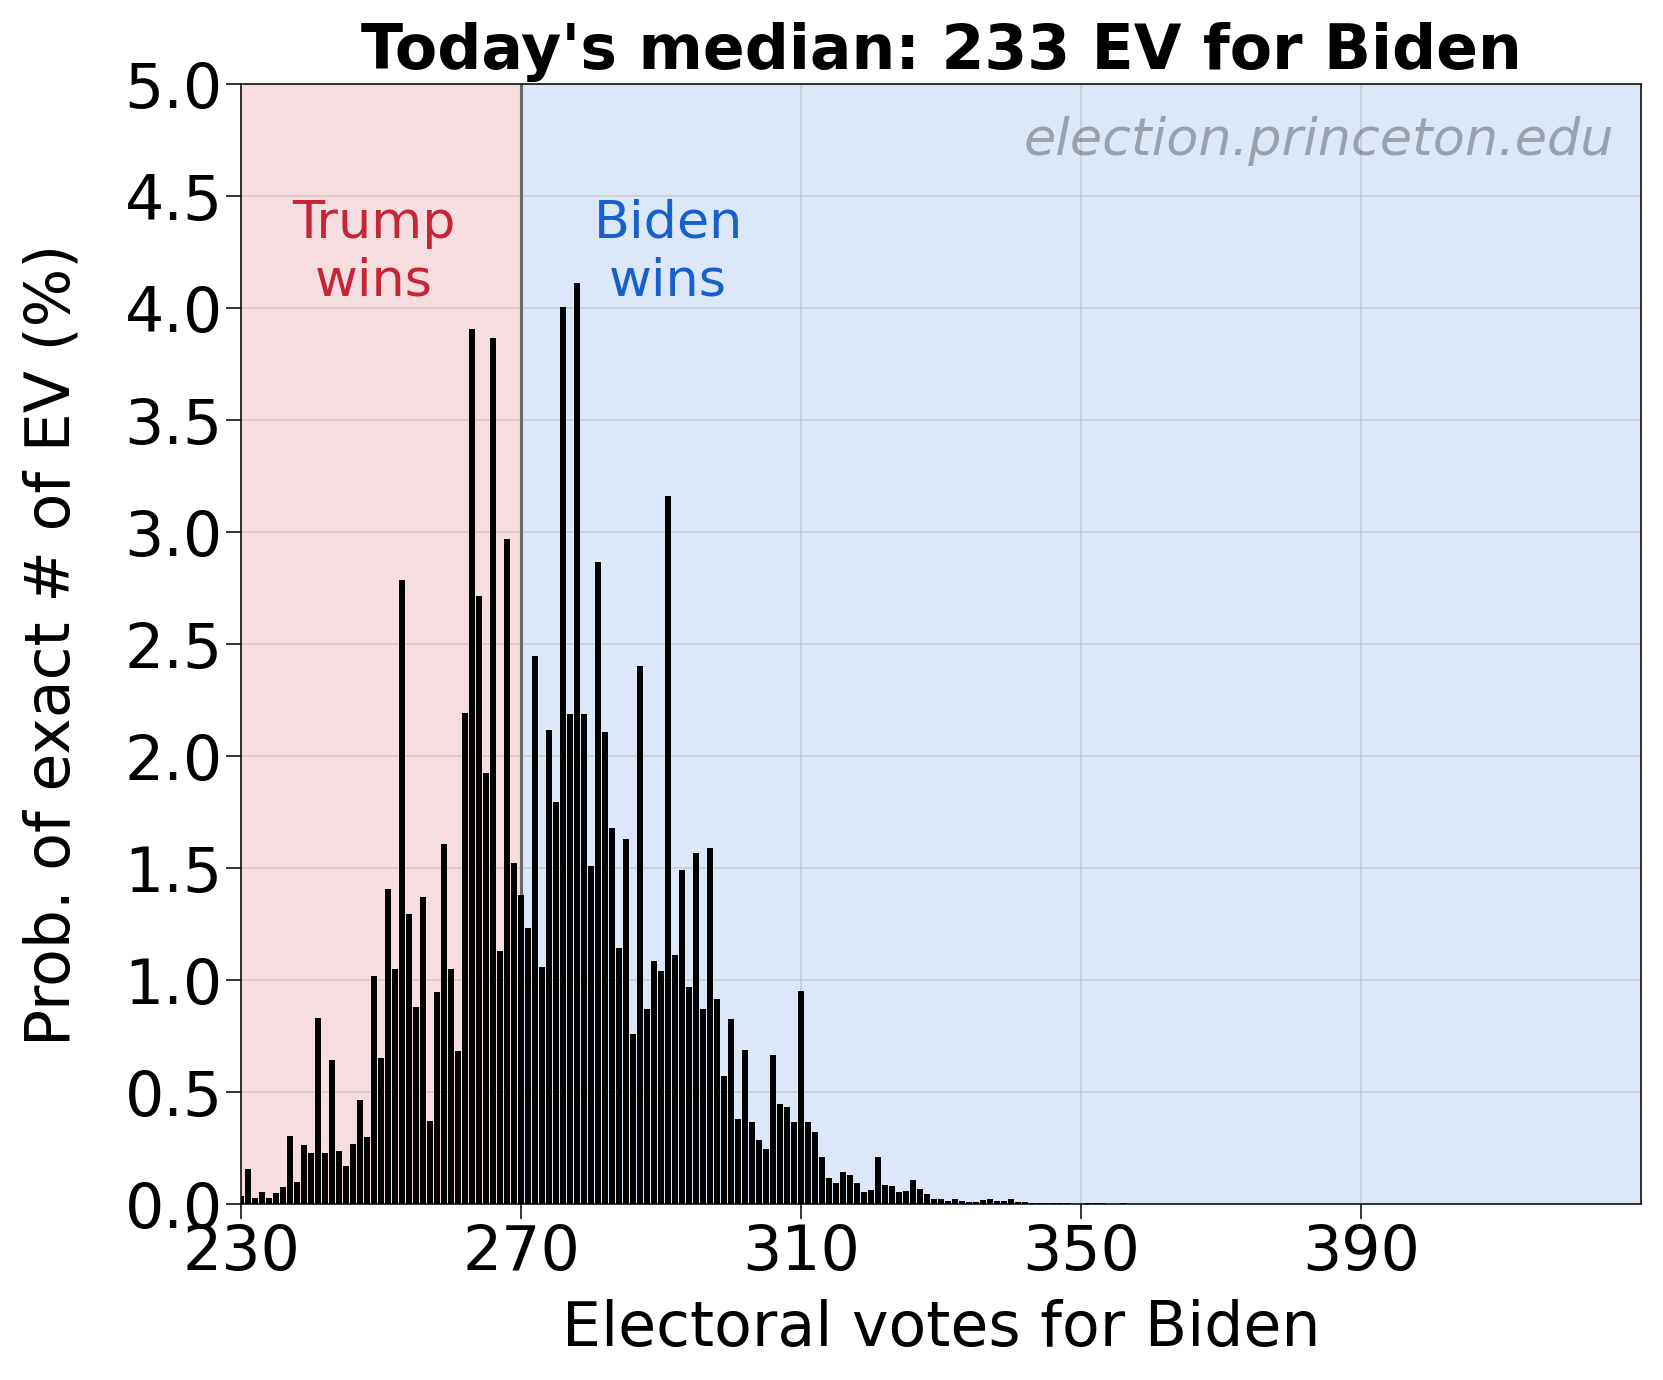 Today's median: 233 EV for Biden
election.princeton.edu
Trump
wins
Biden
wins
Prob. of exact # of EV (%)
5.0
4.5
4.0
3.5
3.0
2.5
2.0
1.5
1.0
0.5
0.0
230 270 310 350 390
Electoral votes for Biden